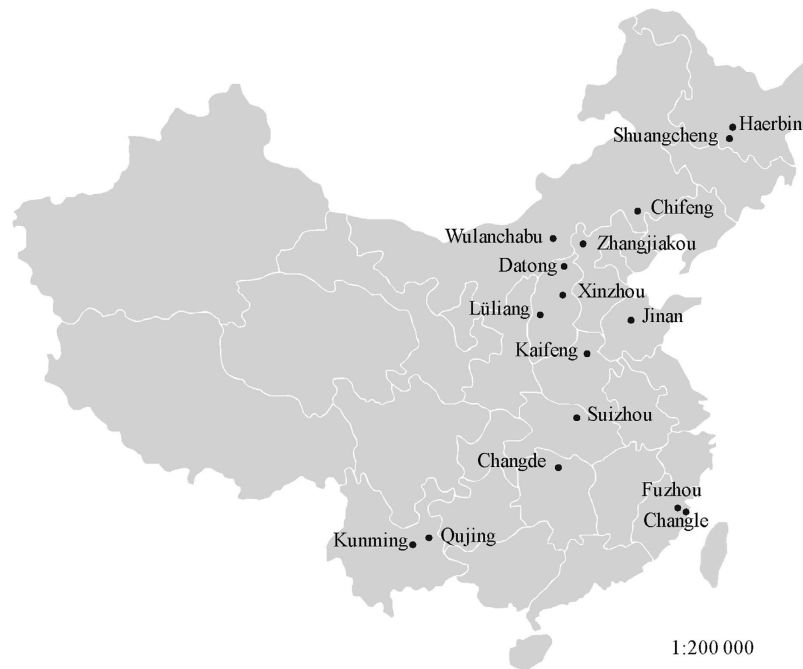 Haerbin
Shuangcheng
Chifeng
Wulanchabu
Zhangjiakou
Datong
Xinzhou
Lüliang
Jinan
Kaifeng
Suizhou
Changde
Fuzhou
Changle
Qujing
Kunming
1:200 000